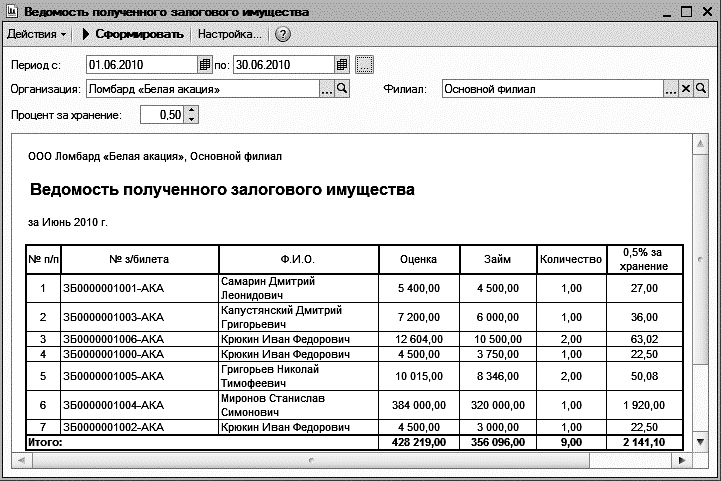 Ведомость полученного залогового имущества
Действия Сформировать Настройка... ?
Период с: 01.06.2010 по: 30.06.2010 ...
Организация: Ломбард «Белая акация» ... Филиал: Основной филиал ...
Процент за хранение: 0,50
ООО Ломбард «Белая акация», Основной филиал
Ведомость полученного залогового имущества
за Июнь 2010 г.
№ п/п № з/билета Ф.И.О. Оценка Займ Количество 0,5% за хранение
1 ЗБ0000001001-АКА Самарин Дмитрий Леонидович 5 400,00 4 500,00 1,00 27,00
2 ЗБ0000001003-АКА Капустянский Дмитрий Григорьевич 7 200,00 6 000,00 1,00 36,00
3 ЗБ0000001006-АКА Крюкин Иван Федорович 12 604,00 10 500,00 2,00 63,02
4 ЗБ0000001000-АКА Крюкин Иван Федорович 4 500,00 3 750,00 1,00 22,50
5 ЗБ0000001005-АКА Григорьев Николай Тимофеевич 10 015,00 8 346,00 2,00 50,08
6 ЗБ0000001004-АКА Миронов Станислав Симонович 384 000,00 320 000,00 1,00 1 920,00
7 ЗБ0000001002-АКА Крюкин Иван Федорович 4 500,00 3 000,00 1,00 22,50
Итого: 428 219,00 356 096,00 9,00 2 141,10